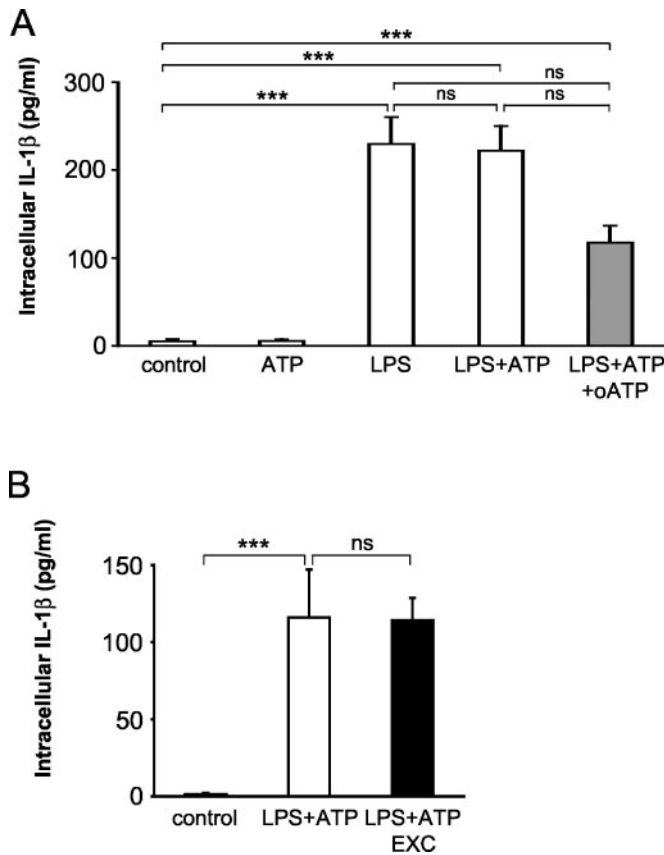 A
***
***
ns
***
ns
ns
Intracellular IL-1β (pg/ml)
300
200
100
0
control
ATP
LPS
LPS+ATP
LPS+ATP
+oATP
B
***
ns
Intracellular IL-1β (pg/ml)
150
100
50
0
control
LPS+ATP
LPS+ATP
EXC